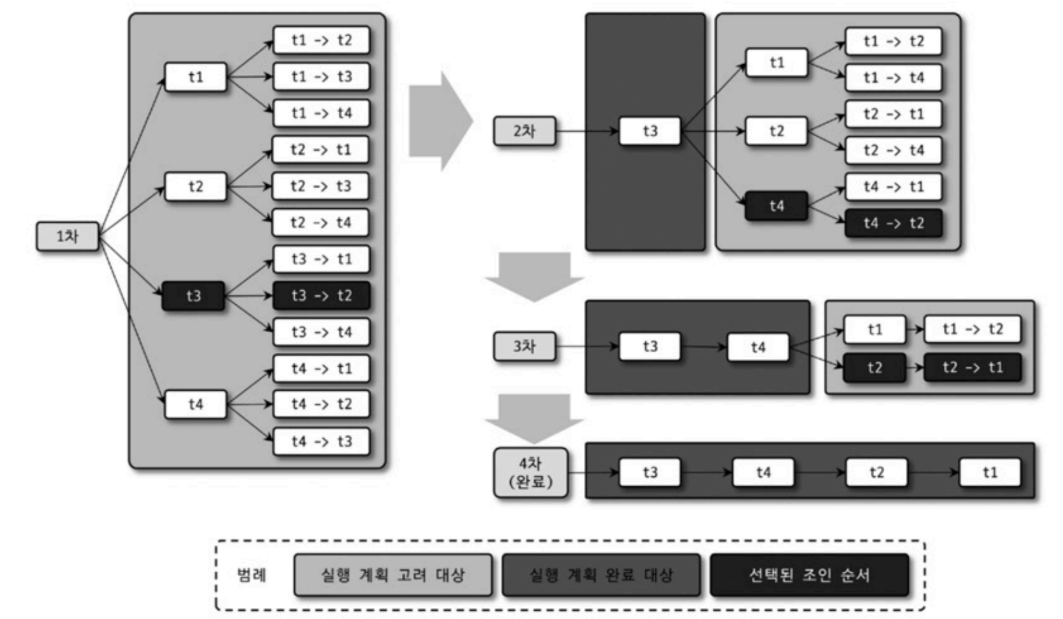 1차
t1
t1 -> t2
t1 -> t3
t1 -> t4
t2
t2 -> t1
t2 -> t3
t2 -> t4
t3
t3 -> t1
t3 -> t2
t3 -> t4
t4
t4 -> t1
t4 -> t2
t4 -> t3
2차
t3
t1
t1 -> t2
t1 -> t4
t2
t2 -> t1
t2 -> t4
t4
t4 -> t1
t4 -> t2
3차
t3
t4
t1
t1 -> t2
t2
t2 -> t1
4차
(완료)
t3
t4
t2
t1
범례
실행 계획 고려 대상
실행 계획 완료 대상
선택된 조인 순서